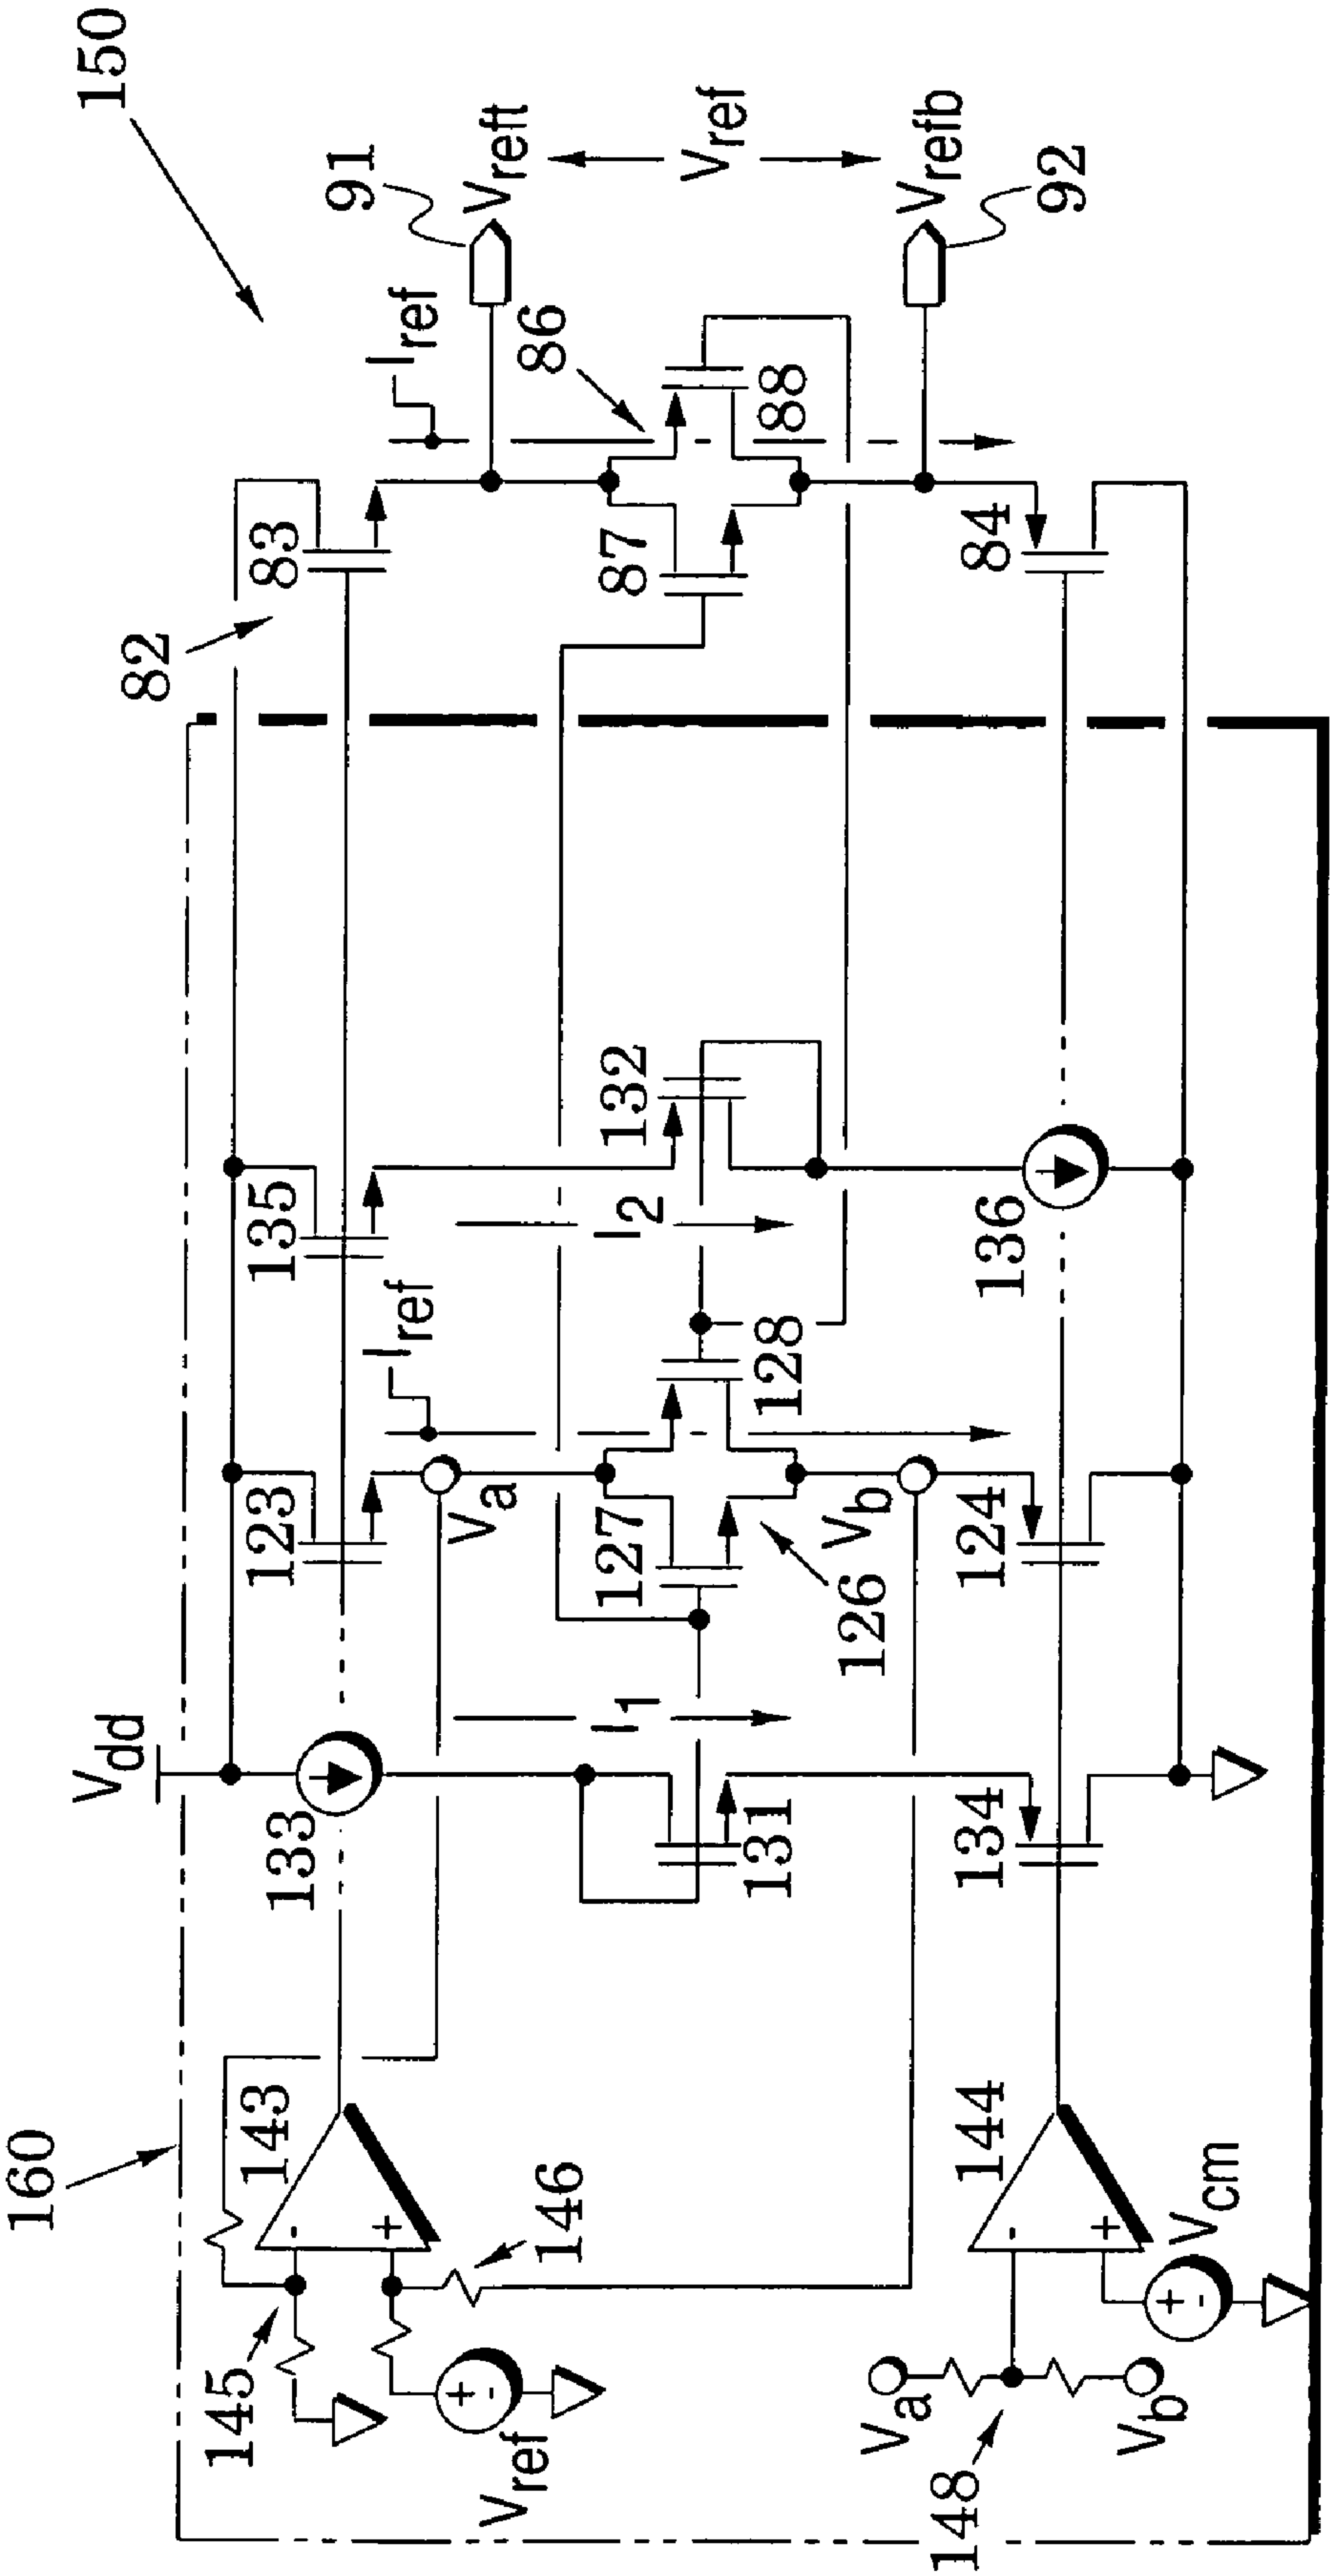 160
150
Vdd
82
91
Vreft
Vref
Vrefb
92
Iref
86
83
87
88
84
133
123
135
Iref
Va
127
128
132
I1
I2
126
Vb
131
134
124
136
145
143
146
Vref
-
+
+
-
144
-
+
Vcm
+
-
Va
Vb
148